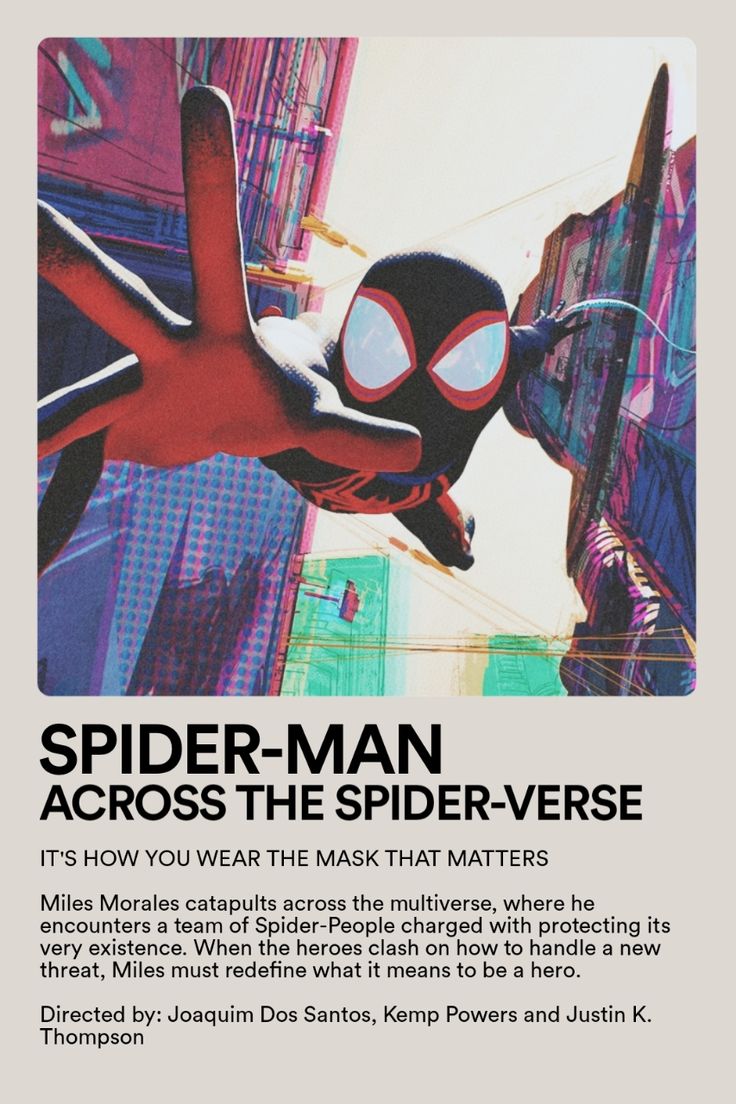 SPIDER-MAN
ACROSS THE SPIDER-VERSE
IT'S HOW YOU WEAR THE MASK THAT MATTERS
Miles Morales catapults across the multiverse, where he
encounters a team of Spider-People charged with protecting its
very existence. When the heroes clash on how to handle a new
threat, Miles must redefine what it means to be a hero.
Directed by: Joaquim Dos Santos, Kemp Powers and Justin K.
Thompson